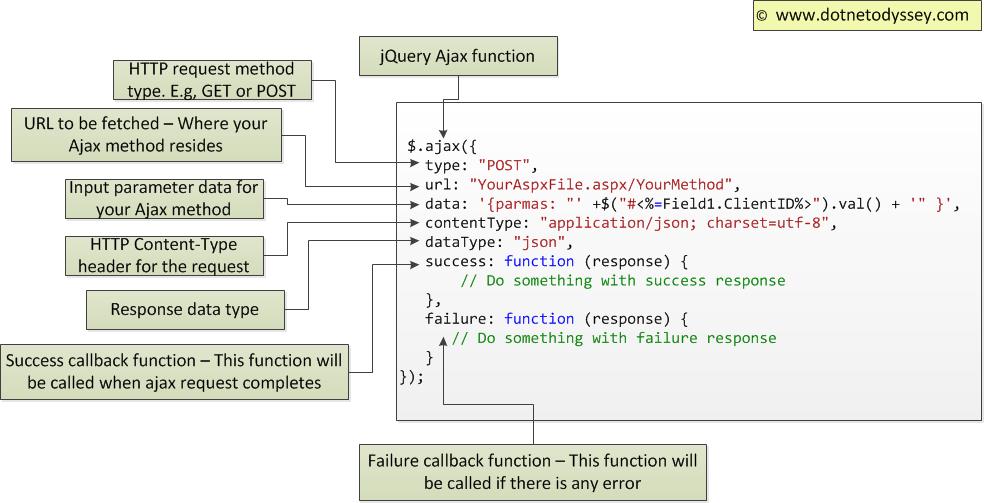 © www.dotnetodyssey.com
jQuery Ajax function
HTTP request method
type. E.g, GET or POST
URL to be fetched – Where your
Ajax method resides
Input parameter data for
your Ajax method
HTTP Content-Type
header for the request
Response data type
Success callback function – This function will
be called when ajax request completes
$.ajax({
type: "POST",
url: "YourAspxFile.aspx/YourMethod",
data: '{parmas: "' +$("#<%=Field1.ClientID%>").val() + '" }',
contentType: "application/json; charset=utf-8",
dataType: "json",
success: function (response) {
// Do something with success response
},
failure: function (response) {
// Do something with failure response
}
});
Failure callback function – This function will
be called if there is any error